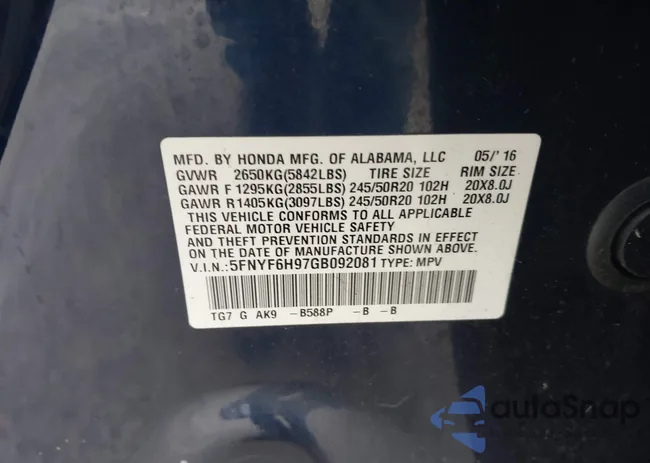 MFD. BY HONDA MFG. OF ALABAMA, LLC 05/'16
GVWR 2650KG(5842LBS) TIRE SIZE RIM SIZE
GAWR F 1295KG(2855LBS) 245/50R20 102H 20X8.0J
GAWR R1405KG(3097LBS) 245/50R20 102H 20X8.0J
THIS VEHICLE CONFORMS TO ALL APPLICABLE
FEDERAL MOTOR VEHICLE SAFETY
AND THEFT PREVENTION STANDARDS IN EFFECT
ON THE DATE OF MANUFACTURE SHOWN ABOVE.
V.I.N.: 5FNYF6H97GB092081 TYPE: MPV
TG7 G AK9 -B588P -B -B
autoSnap